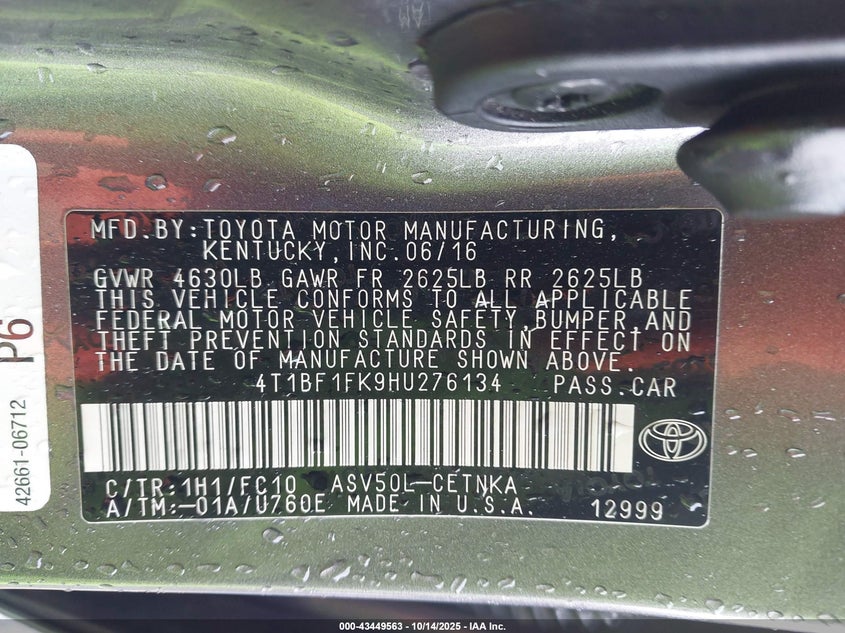 MFD.BY:TOYOTA MOTOR MANUFACTURING,
KENTUCKY, INC. 06/16
GVWR 4630LB GAWR FR 2625LB RR 2625LB
THIS VEHICLE CONFORMS TO ALL APPLICABLE
FEDERAL MOTOR VEHICLE SAFETY, BUMPER, AND
THEFT PREVENTION STANDARDS IN EFFECT ON
THE DATE OF MANUFACTURE SHOWN ABOVE.
4T1BF1FK9HU276134 PASS.CAR
C/TR:1H1/FC10 ASV50L-CETNKA
A/TM:-01A/U760E MADE IN U.S.A. 12999
P6
42661-06712
000-43449563 - 10/14/2025 - IAA Inc.